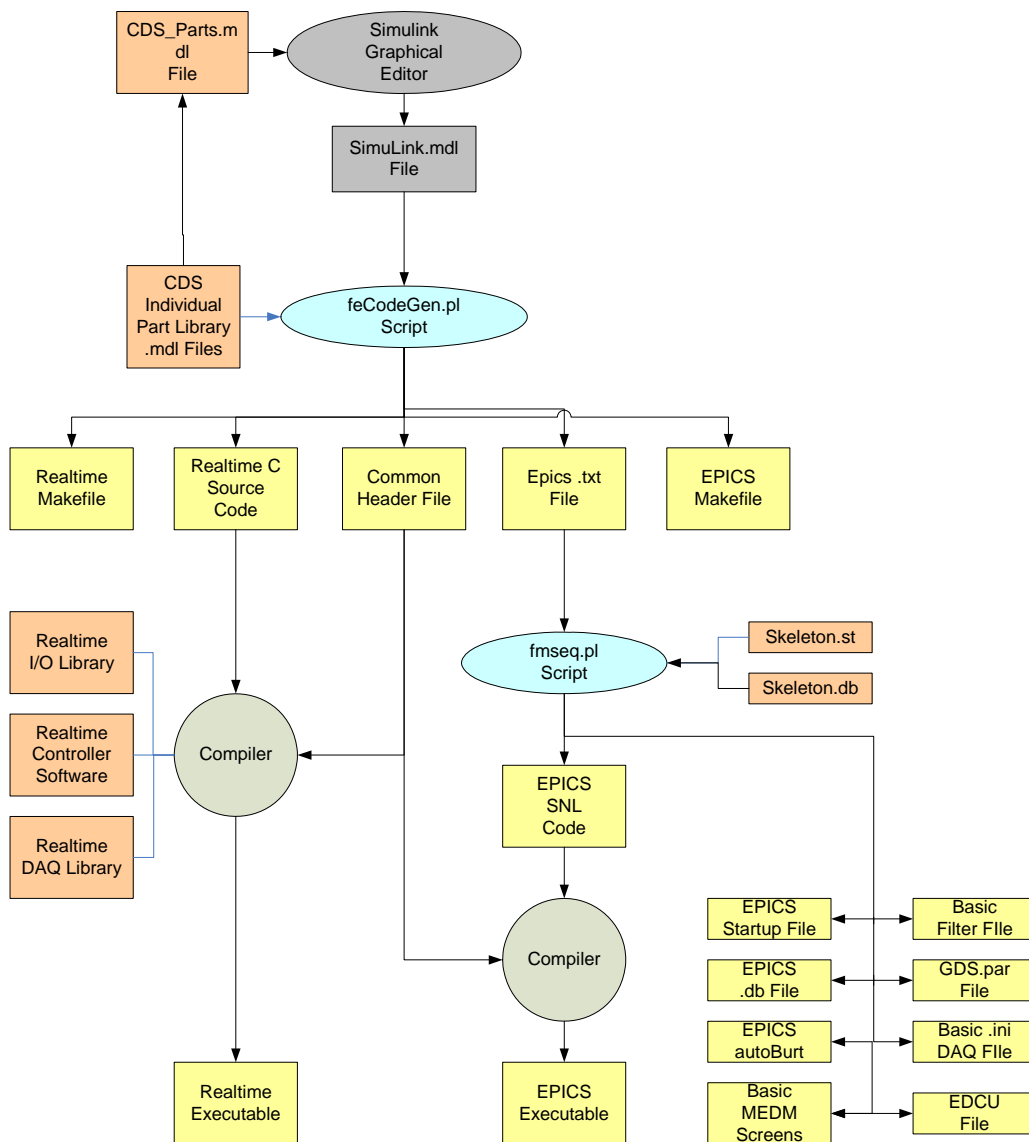 CDS_Parts.m
dl
File
Simulink
Graphical
Editor
SimuLink.mdl
File
CDS
Individual
Part Library
.mdl Files
feCodeGen.pl
Script
Realtime
Makefile
Realtime C
Source
Code
Common
Header File
Epics .txt
File
EPICS
Makefile
Realtime
I/O Library
Realtime
Controller
Software
Realtime
DAQ Library
Compiler
fmseq.pl
Script
Skeleton.st
Skeleton.db
EPICS
SNL
Code
Compiler
EPICS
Startup File
Basic
Filter FIle
EPICS
.db File
GDS.par
File
EPICS
autoBurt
Basic .ini
DAQ FIle
Basic
MEDM
Screens
EDCU
File
Realtime
Executable
EPICS
Executable